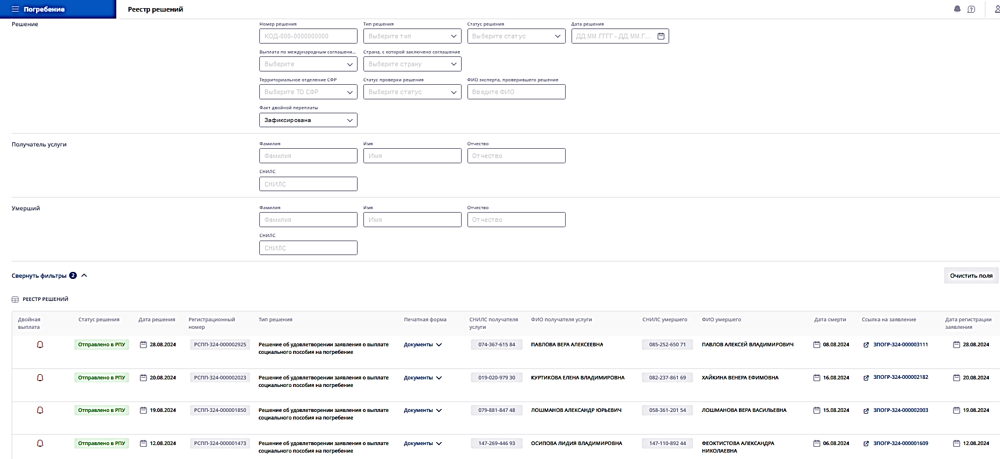 Погребение
Реестр решений
Решение
Номер решения
Тип решения
Статус решения
Дата решения
КОД-000-0000000000
Выберите тип
Выберите статус
ДД.ММ.ГГГГ - ДД.ММ.Г...
Выплата по международным соглашени...
Страна, с которой заключено соглашение
Выберите
Выберите страну
Территориальное отделение СФР
Статус проверки решения
ФИО эксперта, проверившего решение
Выберите ТО СФР
Выберите статус
Введите ФИО
Факт двойной переплаты
Зафиксирована
Получатель услуги
Фамилия
Имя
Отчество
Фамилия
Имя
Отчество
СНИЛС
СНИЛС
Умерший
Фамилия
Имя
Отчество
Фамилия
Имя
Отчество
СНИЛС
СНИЛС
Свернуть фильтры 2
Очистить поля
РЕЕСТР РЕШЕНИЙ
Двойная выплата
Статус решения
Дата решения
Регистрационный номер
Тип решения
Печатная форма
СНИЛС получателя услуги
ФИО получателя услуги
СНИЛС умершего
ФИО умершего
Дата смерти
Ссылка на заявление
Дата регистрации заявления
Отправлено в РПУ
28.08.2024
РСПП-324-000002925
Решение об удовлетворении заявления о выплате
социального пособия на погребение
Документы
074-367-615 84
ПАВЛОВА ВЕРА АЛЕКСЕЕВНА
085-252-650 71
ПАВЛОВ АЛЕКСЕЙ ВЛАДИМИРОВИЧ
08.08.2024
ЗПОГР-324-000003111
28.08.2024
Отправлено в РПУ
20.08.2024
РСПП-324-000002023
Решение об удовлетворении заявления о выплате
социального пособия на погребение
Документы
019-020-979 30
КУРТИКОВА ЕЛЕНА ВЛАДИМИРОВНА
082-237-861 69
ХАЙКИНА ВЕНЕРА ЕФИМОВНА
16.08.2024
ЗПОГР-324-000002182
20.08.2024
Отправлено в РПУ
19.08.2024
РСПП-324-000001850
Решение об удовлетворении заявления о выплате
социального пособия на погребение
Документы
079-881-847 48
ЛОШМАНОВ АЛЕКСАНДР ЮРЬЕВИЧ
058-361-201 54
ЛОШМАНОВА ВЕРА ВАСИЛЬЕВНА
15.08.2024
ЗПОГР-324-000002003
19.08.2024
Отправлено в РПУ
12.08.2024
РСПП-324-000001473
Решение об удовлетворении заявления о выплате
социального пособия на погребение
Документы
147-269-446 93
ОСИПОВА ЛИДИЯ ВЛАДИМИРОВНА
147-110-892 44
ФЕОКТИСТОВА АЛЕКСАНДРА
НИКОЛАЕВНА
06.08.2024
ЗПОГР-324-000001609
12.08.2024